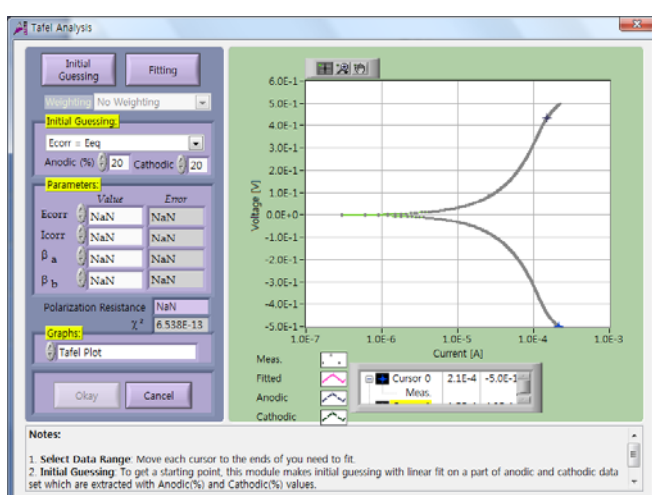 Tafel Analysis
Initial Guessing
Fitting
Weighting No Weighting
Initial Guessing:
Ecorr = Eeq
Anodic (%) 20 Cathodic 20
Parameters:
Value Error
Ecorr NaN NaN
Icorr NaN NaN
β a NaN NaN
β b NaN NaN
Polarization Resistance NaN
χ² 6.538E-13
Graphs:
Tafel Plot
Okay Cancel
6.0E-1
5.0E-1
4.0E-1
3.0E-1
2.0E-1
1.0E-1
0.0E+0
-1.0E-1
-2.0E-1
-3.0E-1
-4.0E-1
-5.0E-1
Voltage [V]
1.0E-7 1.0E-6 1.0E-5 1.0E-4 1.0E-3
Current [A]
Meas.
Fitted
Anodic
Cathodic
Cursor 0 2.1E-4 -5.0E-1
Meas.
Notes:
1. Select Data Range: Move each cursor to the ends of you need to fit.
2. Initial Guessing: To get a starting point, this module makes initial guessing with linear fit on a part of anodic and cathodic data
set which are extracted with Anodic(%) and Cathodic(%) values.